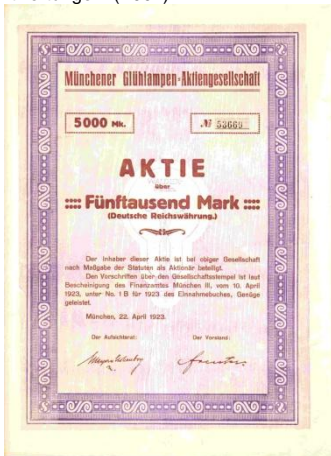 Münchener Glühlampen-Aktiengesellschaft
5000 Mk.
№ 53669
AKTIE
über
:::: Fünftausend Mark ::::
(Deutsche Reichswährung.)
Der Inhaber dieser Aktie ist bei obiger Gesellschaft
nach Maßgabe der Statuten als Aktionär beteiligt.
Den Vorschriften über den Gesellschaftsstempel ist laut
Bescheinigung des Finanzamtes München III, vom 10. April
1923, unter No. 1 B für 1923 des Einnahmebuches, Genüge
geleistet.
München, 22. April 1923.
Der Aufsichtsrat: Der Vorstand: